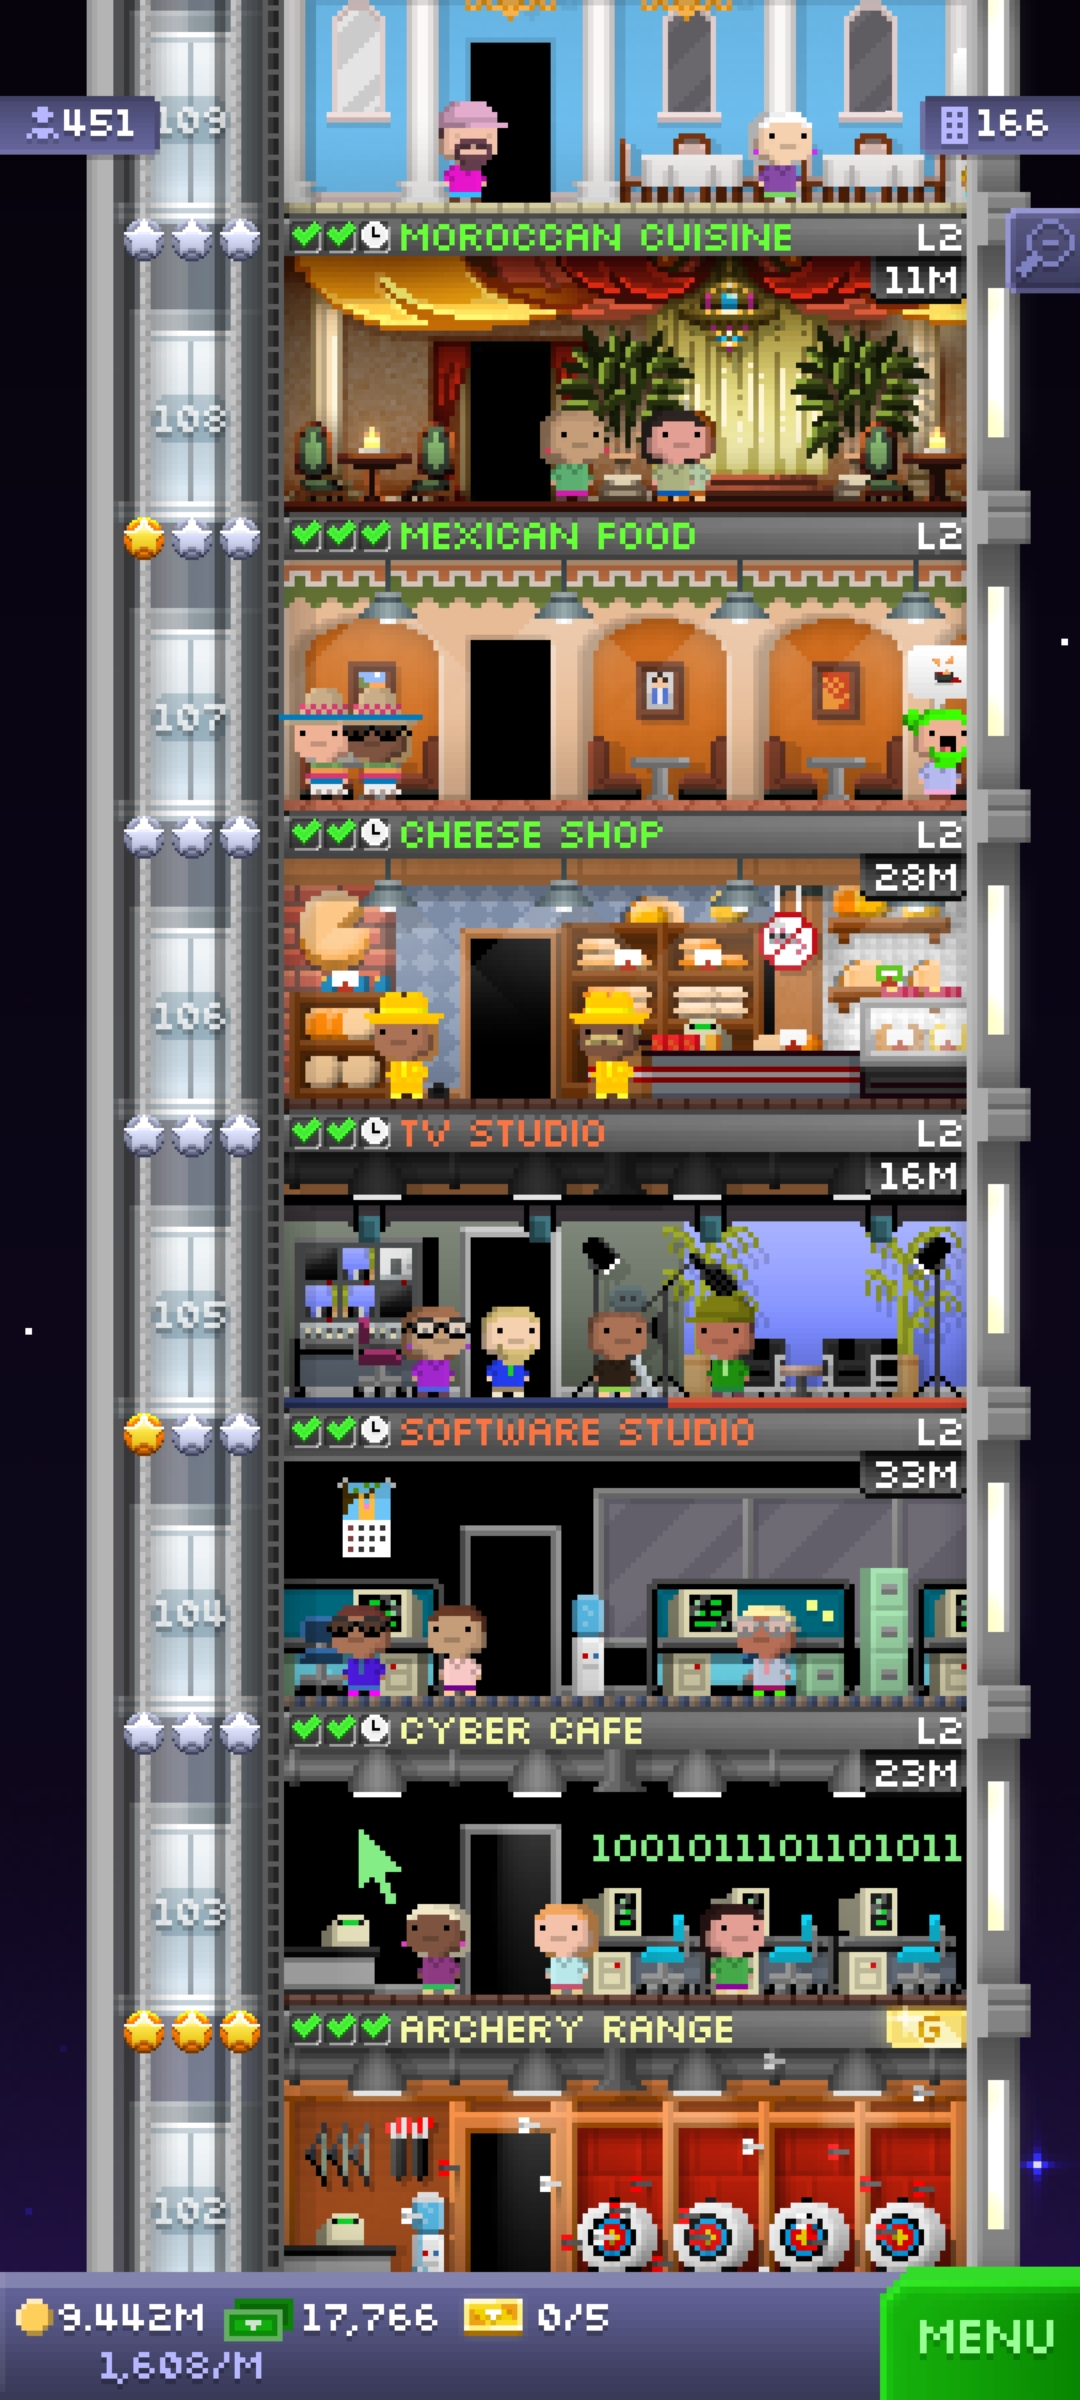 451
109
166
MOROCCAN CUISINE L2
11M
108
MEXICAN FOOD L2
107
CHEESE SHOP L2
28M
106
TV STUDIO L2
16M
105
SOFTWARE STUDIO L2
33M
104
CYBER CAFE L2
23M
1001011101101011
103
ARCHERY RANGE G
102
9.442M 17,766 0/5
1,608/M
MENU